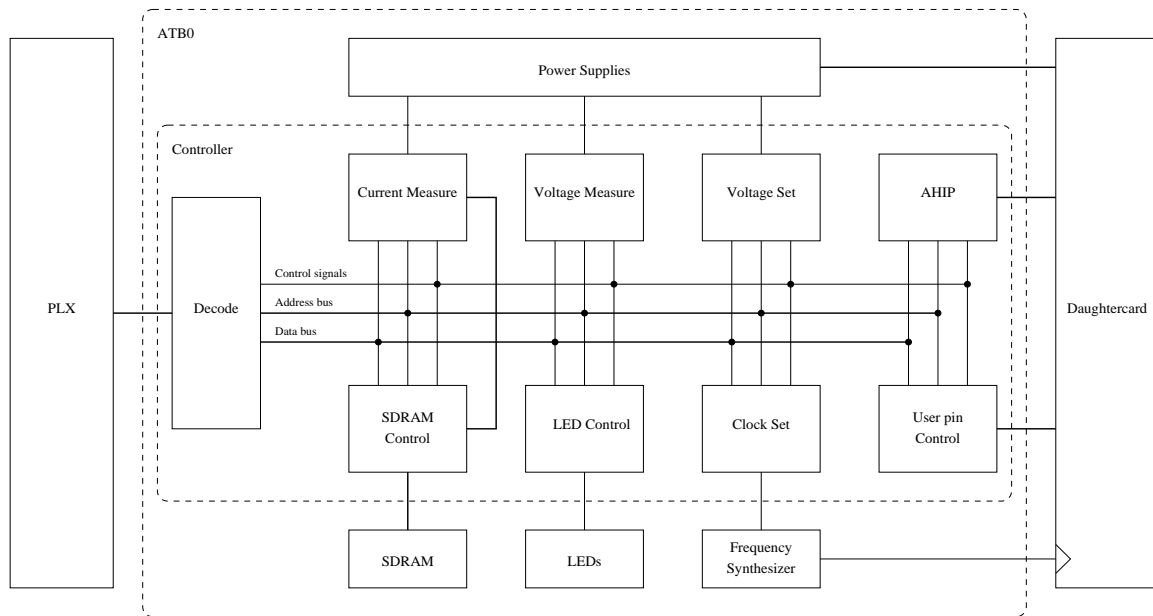 ATB0
Power Supplies
Controller
Current Measure
Voltage Measure
Voltage Set
AHIP
Control signals
PLX
Decode
Address bus
Daughtercard
Data bus
SDRAM
Control
LED Control
Clock Set
User pin
Control
SDRAM
LEDs
Frequency
Synthesizer